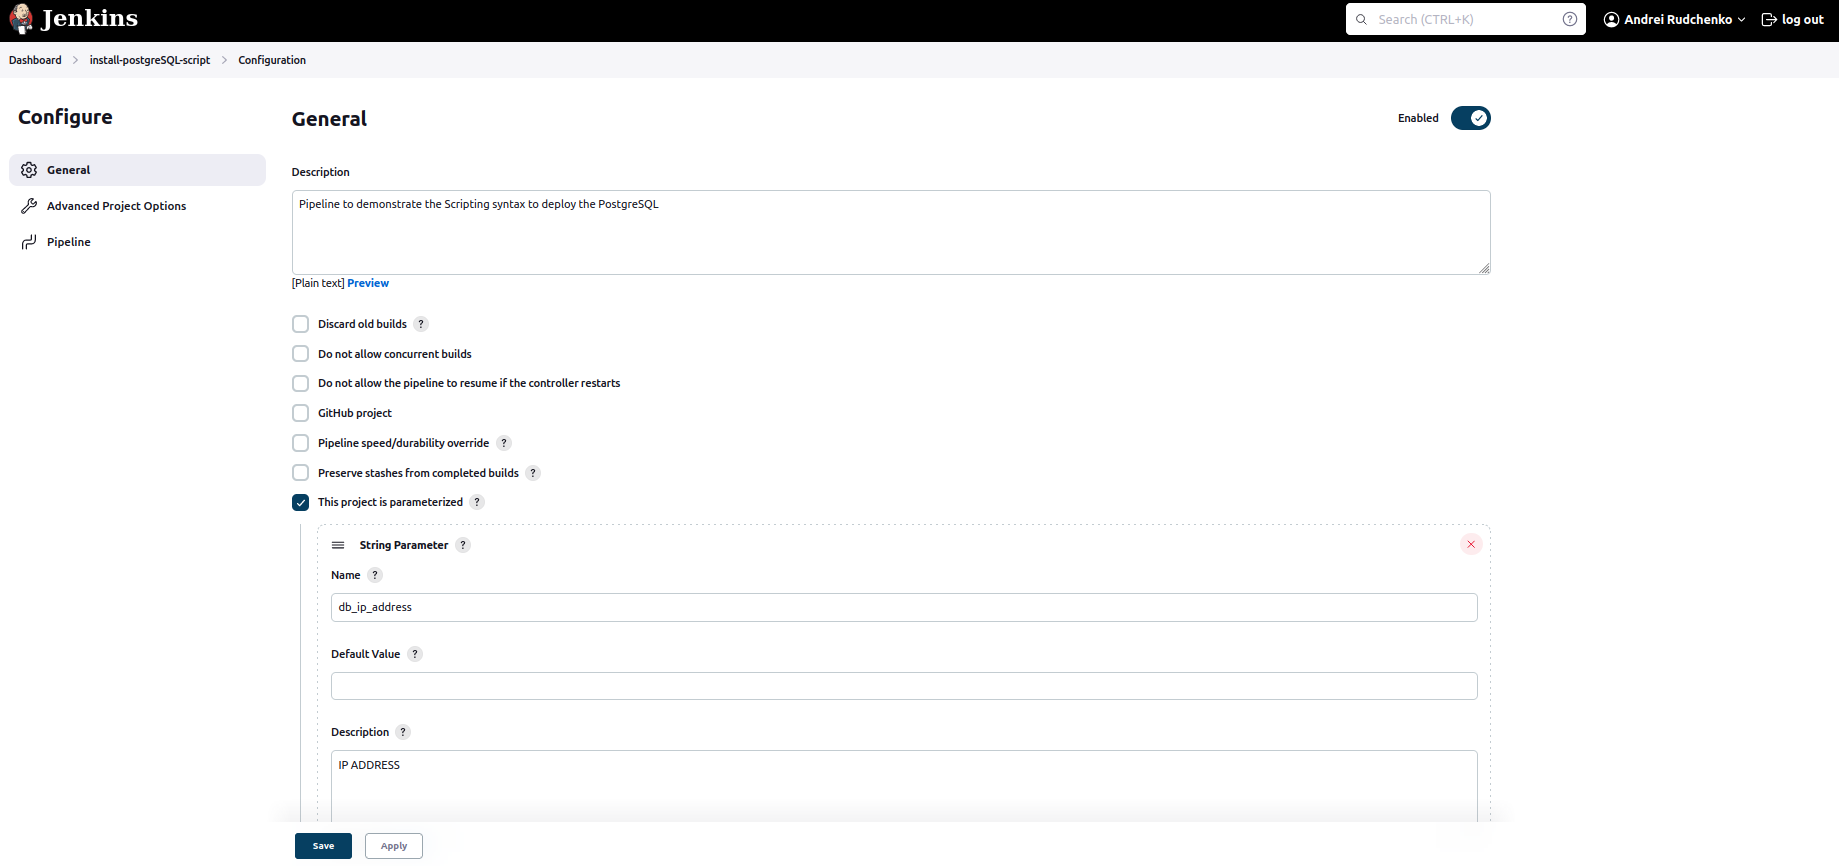 Jenkins
Search (CTRL+K)
?
Andrei Rudchenko
log out
Dashboard > install-postgreSQL-script > Configuration
Configure
General
Advanced Project Options
Pipeline
General
Enabled
Description
Pipeline to demonstrate the Scripting syntax to deploy the PostgreSQL
[Plain text] Preview
Discard old builds ?
Do not allow concurrent builds
Do not allow the pipeline to resume if the controller restarts
GitHub project
Pipeline speed/durability override ?
Preserve stashes from completed builds ?
This project is parameterized ?
String Parameter ?
Name ?
db_ip_address
Default Value ?
Description ?
IP ADDRESS
Save
Apply